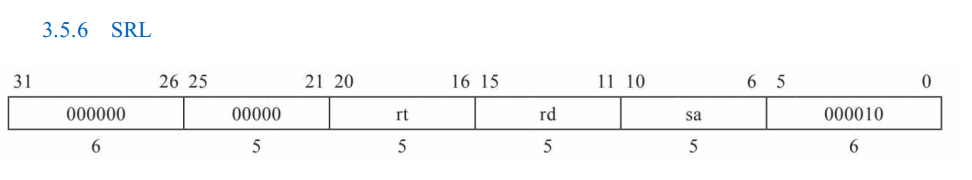 3.5.6 SRL
31 26 25 21 20 16 15 11 10 6 5 0
000000 00000 rt rd sa 000010
6 5 5 5 5 6